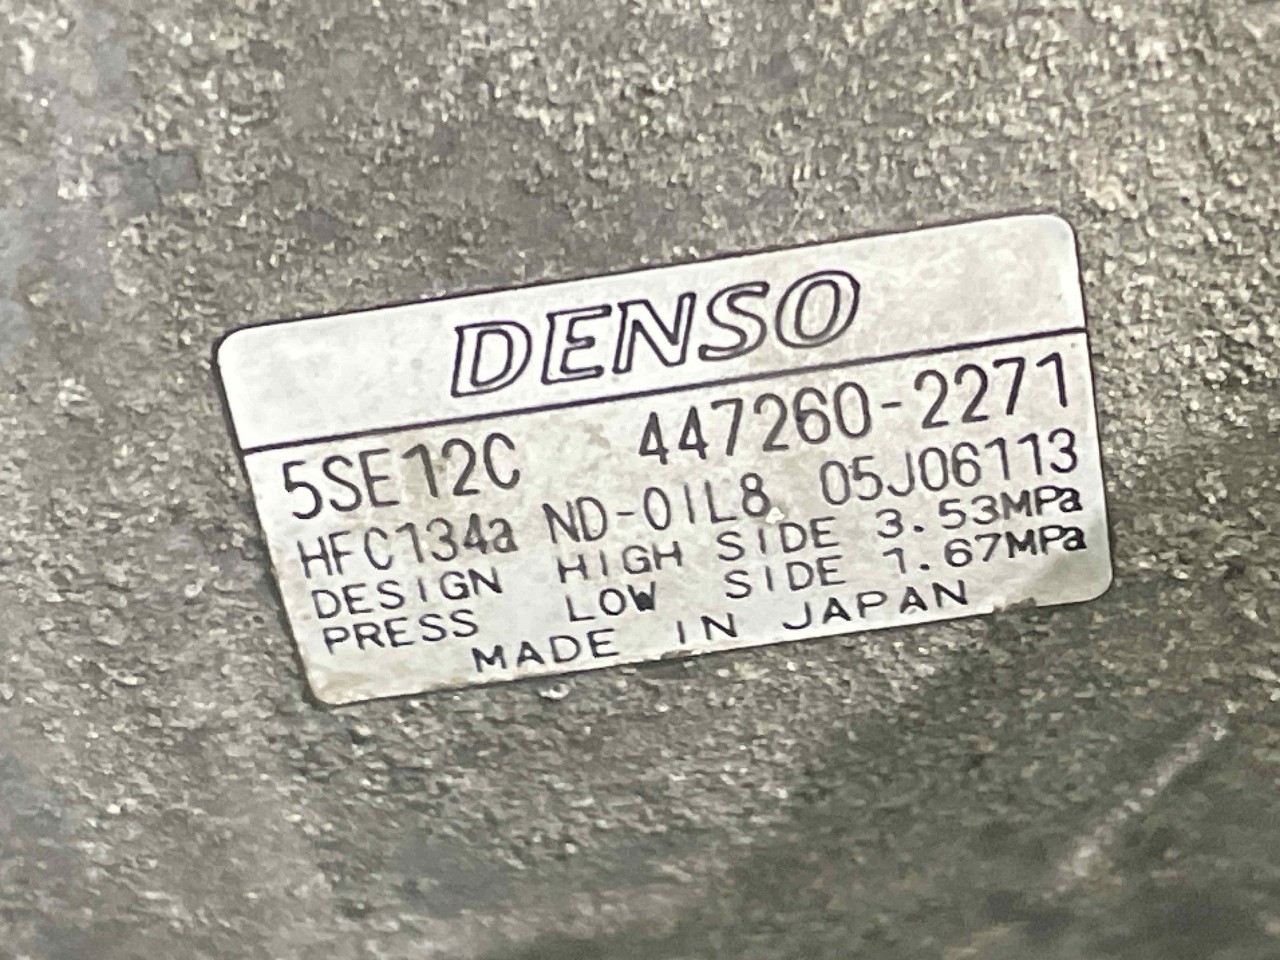 DENSO
5SE12C 447260-2271
HFC134a ND-OIL8 05J06113
DESIGN HIGH SIDE 3.53MPa
PRESS LOW SIDE 1.67MPa
MADE IN JAPAN